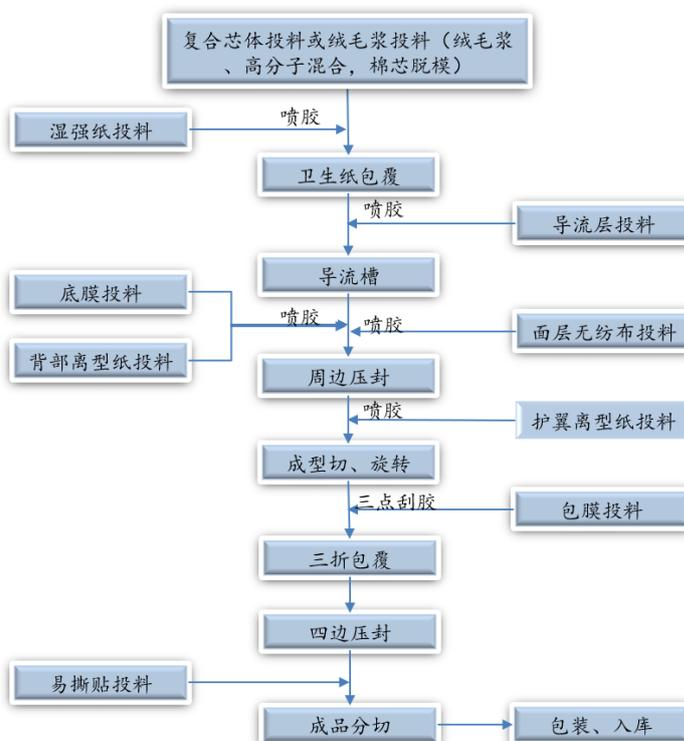 复合芯体投料或绒毛浆投料（绒毛浆
、高分子混合，棉芯脱模）
喷胶
湿强纸投料
卫生纸包覆
喷胶
导流层投料
导流槽
底膜投料
喷胶
喷胶
面层无纺布投料
背部离型纸投料
周边压封
喷胶
护翼离型纸投料
成型切、旋转
三点刮胶
包膜投料
三折包覆
四边压封
易撕贴投料
成品分切
包装、入库